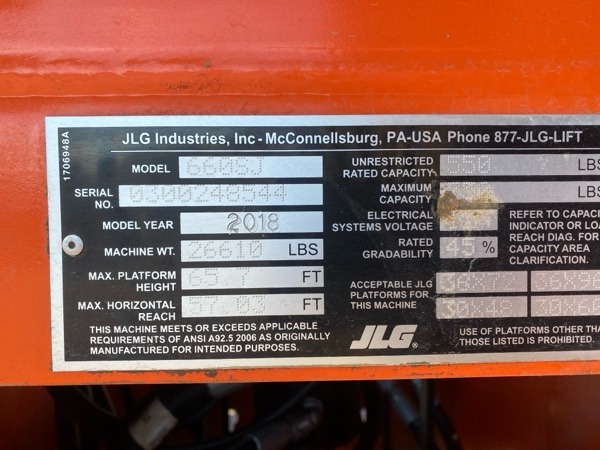 1706948A
JLG Industries, Inc - McConnellsburg, PA-USA Phone 877-JLG-LIFT
MODEL 660SJ
SERIAL NO. 0300248544
MODEL YEAR 2018
MACHINE WT. 26610 LBS
MAX. PLATFORM HEIGHT 65.7 FT
MAX. HORIZONTAL REACH 57.03 FT
THIS MACHINE MEETS OR EXCEEDS APPLICABLE
REQUIREMENTS OF ANSI A92.5 2006 AS ORIGINALLY
MANUFACTURED FOR INTENDED PURPOSES.
UNRESTRICTED
RATED CAPACITY 550 LBS
MAXIMUM
CAPACITY LBS
ELECTRICAL
SYSTEMS VOLTAGE
RATED
GRADABILITY 45 %
REFER TO CAPACI
INDICATOR OR LOA
REACH DIAG. FOR
CAPACITY AREA
CLARIFICATION.
ACCEPTABLE JLG
PLATFORMS FOR
THIS MACHINE
JLG
USE OF PLATFORMS OTHER THA
THOSE LISTED IS PROHIBITED.